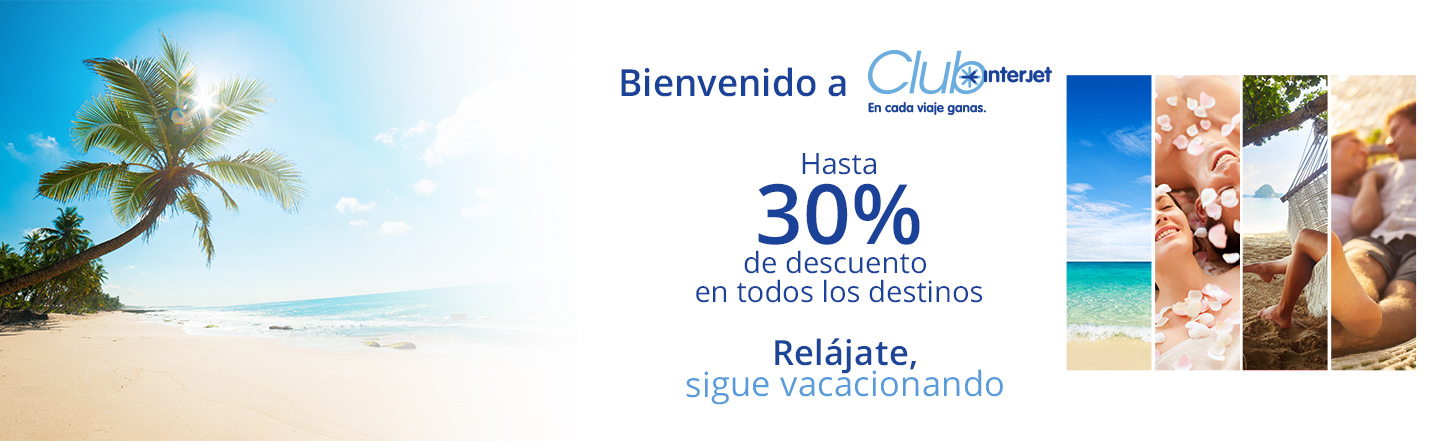 Bienvenido a Club interjet
En cada viaje ganas.
Hasta
30%
de descuento
en todos los destinos
Relájate,
sigue vacacionando